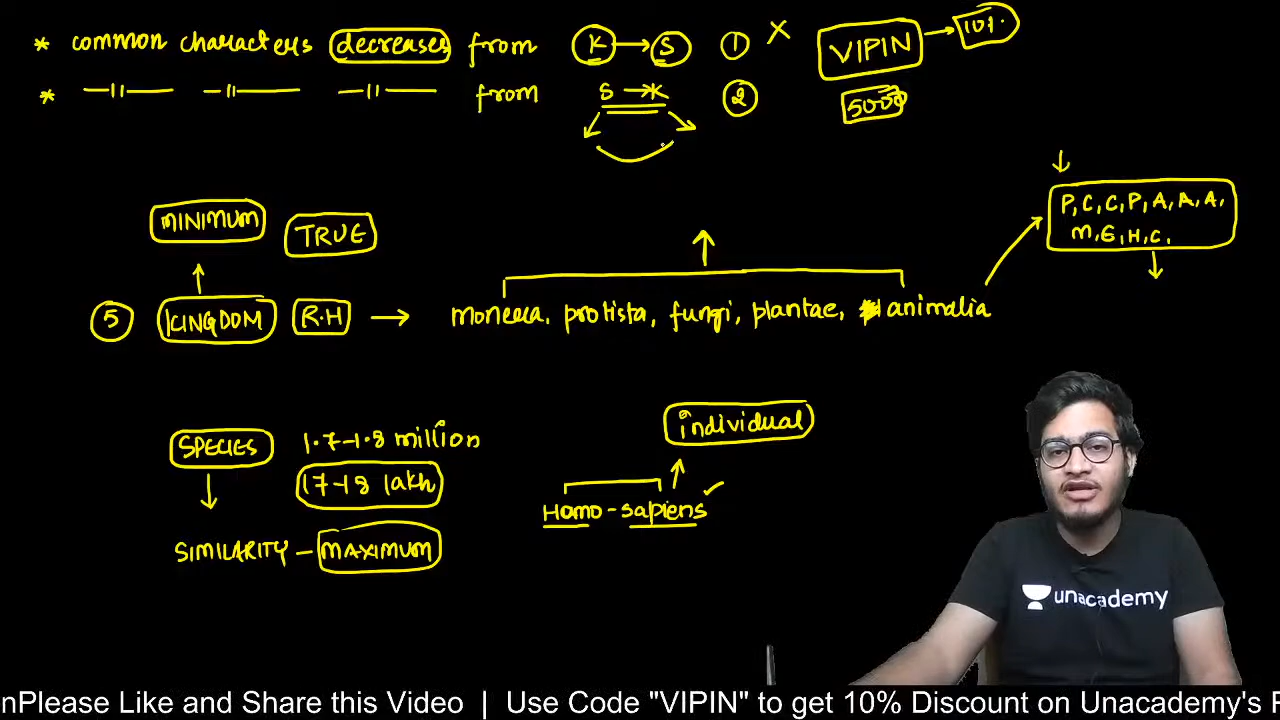 * common characters decreases from K → S ① × VIPIN → 10%
* —॥— —॥— —॥— from S → K ② 5000
P, C, C, P, A, A, A,
M, E, H, C,
MINIMUM
TRUE
⑤ KINGDOM R.H → monera, protista, fungi, plantae, animalia
individual
SPECIES 1.7-1.8 million
17-18 lakh
Homo-sapiens ✓
SIMILARITY – MAXIMUM
unacademy
nPlease Like and Share this Video | Use Code "VIPIN" to get 10% Discount on Unacademy's